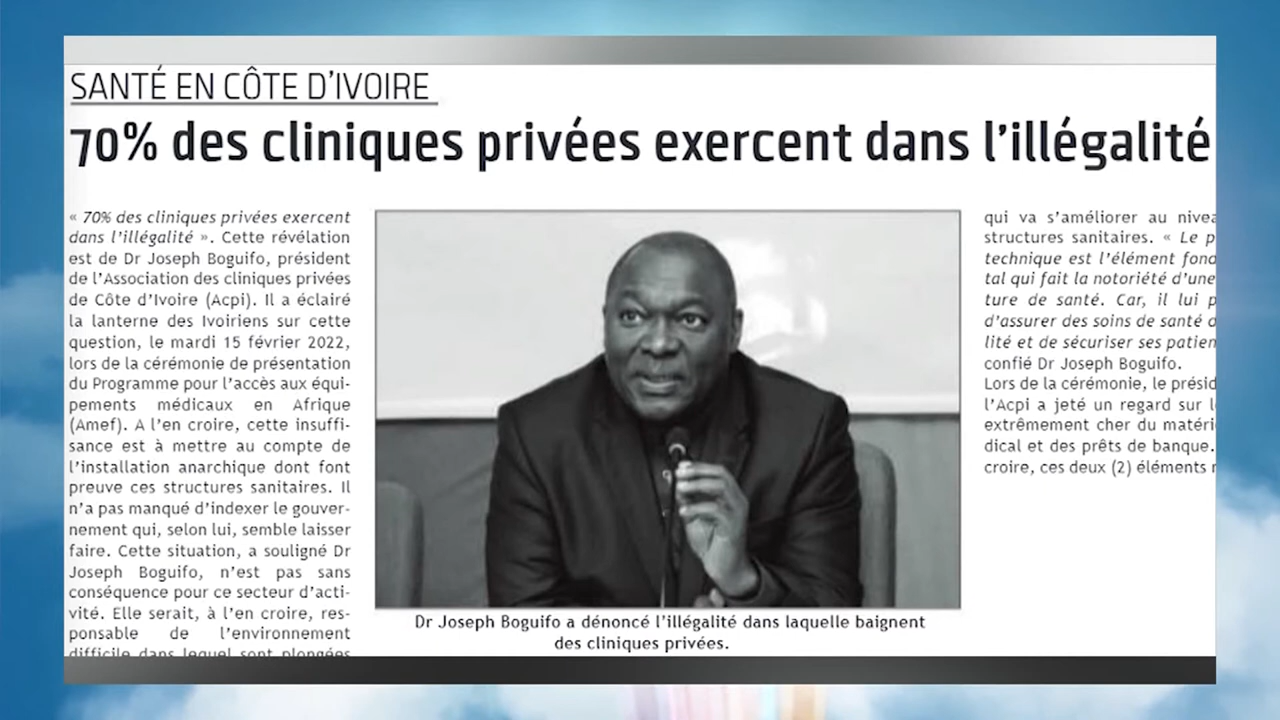 SANTÉ EN CÔTE D'IVOIRE
70% des cliniques privées exercent dans l'illégalité
« 70% des cliniques privées exercent
dans l'illégalité ». Cette révélation
est de Dr Joseph Boguifo, président
de l'Association des cliniques privées
de Côte d'Ivoire (Acpi). Il a éclairé
la lanterne des Ivoiriens sur cette
question, le mardi 15 février 2022,
lors de la cérémonie de présentation
du Programme pour l'accès aux équi-
pements médicaux en Afrique
(Amef). A l'en croire, cette insuffi-
sance est à mettre au compte de
l'installation anarchique dont font
preuve ces structures sanitaires. Il
n'a pas manqué d'indexer le gouver-
nement qui, selon lui, semble laisser
faire. Cette situation, a souligné Dr
Joseph Boguifo, n'est pas sans
conséquence pour ce secteur d'acti-
vité. Elle serait, à l'en croire, res-
ponsable de l'environnement
difficile dans lequel sont plongées
Dr Joseph Boguifo a dénoncé l'illégalité dans laquelle baignent
des cliniques privées.
qui va s'améliorer au
structures sanitaires. « Le
technique est l'élément
tal qui fait la notoriété d'une
ture de santé. Car, il lui
d'assurer des soins de santé
lité et de sécuriser ses
confié Dr Joseph Boguifo.
Lors de la cérémonie, le
l'Acpi a jeté un regard sur
extrêmement cher du
dical et des prêts de banque.
croire, ces deux (2) éléments